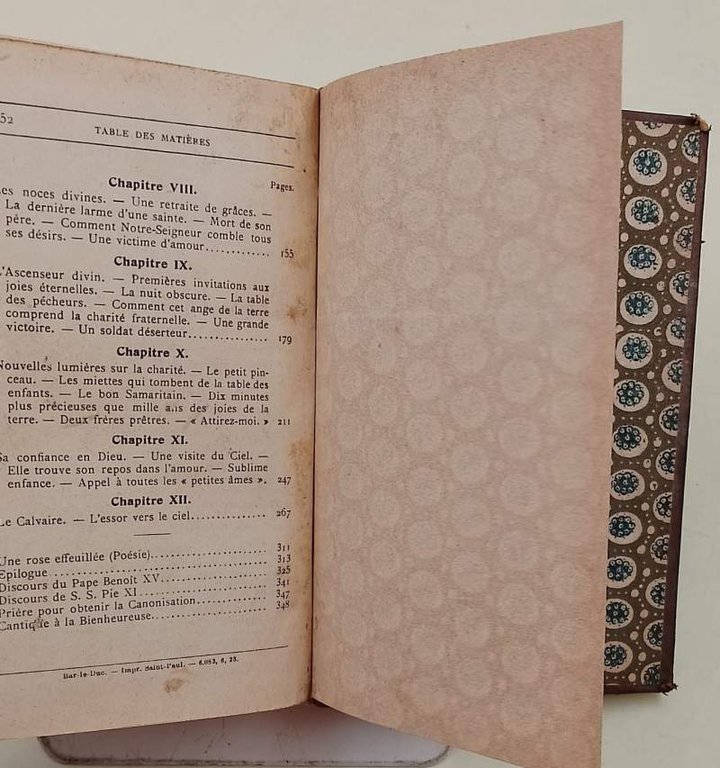 52
TABLE DES MATIÈRES
Chapitre VIII. Pages.
es noces divines. — Une retraite de grâces. —
La dernière larme d'une sainte. — Mort de son
père. — Comment Notre-Seigneur comble tous
ses désirs. — Une victime d'amour............ 155
Chapitre IX.
L'Ascenseur divin. — Premières invitations aux
joies éternelles. — La nuit obscure. — La table
des pécheurs. — Comment cet ange de la terre
comprend la charité fraternelle. — Une grande
victoire. — Un soldat déserteur............... 179
Chapitre X.
Nouvelles lumières sur la charité. — Le petit pin-
ceau. — Les miettes qui tombent de la table des
enfants. — Le bon Samaritain. — Dix minutes
plus précieuses que mille ans des joies de la
terre. — Deux frères prêtres. — « Attirez-moi. » 211
Chapitre XI.
Sa confiance en Dieu. — Une visite du Ciel. —
Elle trouve son repos dans l'amour. — Sublime
enfance. — Appel à toutes les « petites âmes ». 247
Chapitre XII.
Le Calvaire. — L'essor vers le ciel.............. 267
Une rose effeuillée (Poésie)..................... 311
Epilogue........................................ 313
Discours du Pape Benoît XV.................... 325
Discours de S. S. Pie XI........................ 341
Prière pour obtenir la Canonisation............. 347
Cantique à la Bienheureuse..................... 348
Bar-le-Duc. — Impr. Saint-Paul. — 6.083, 6, 25.